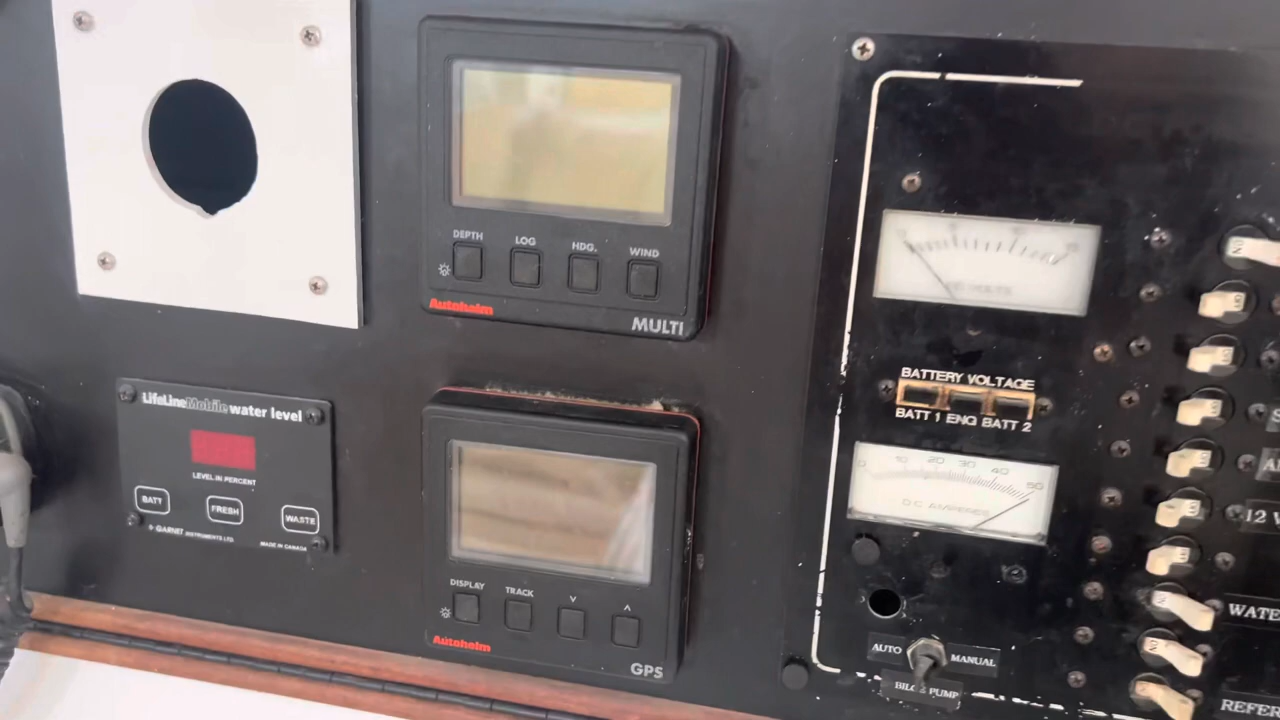 DEPTH LOG HDG. WIND
Autohelm
MULTI
LifeLineMobile water level
LEVEL IN PERCENT
BATT FRESH WASTE
GARNET INSTRUMENTS LTD.
MADE IN CANADA
DISPLAY TRACK V Λ
Autohelm
GPS
BATTERY VOLTAGE
BATT 1 ENG BATT 2
0 10 20 30 40 50
D.C. AMPERES
AUTO MANUAL
BILGE PUMP
12 V
WATE
REFER